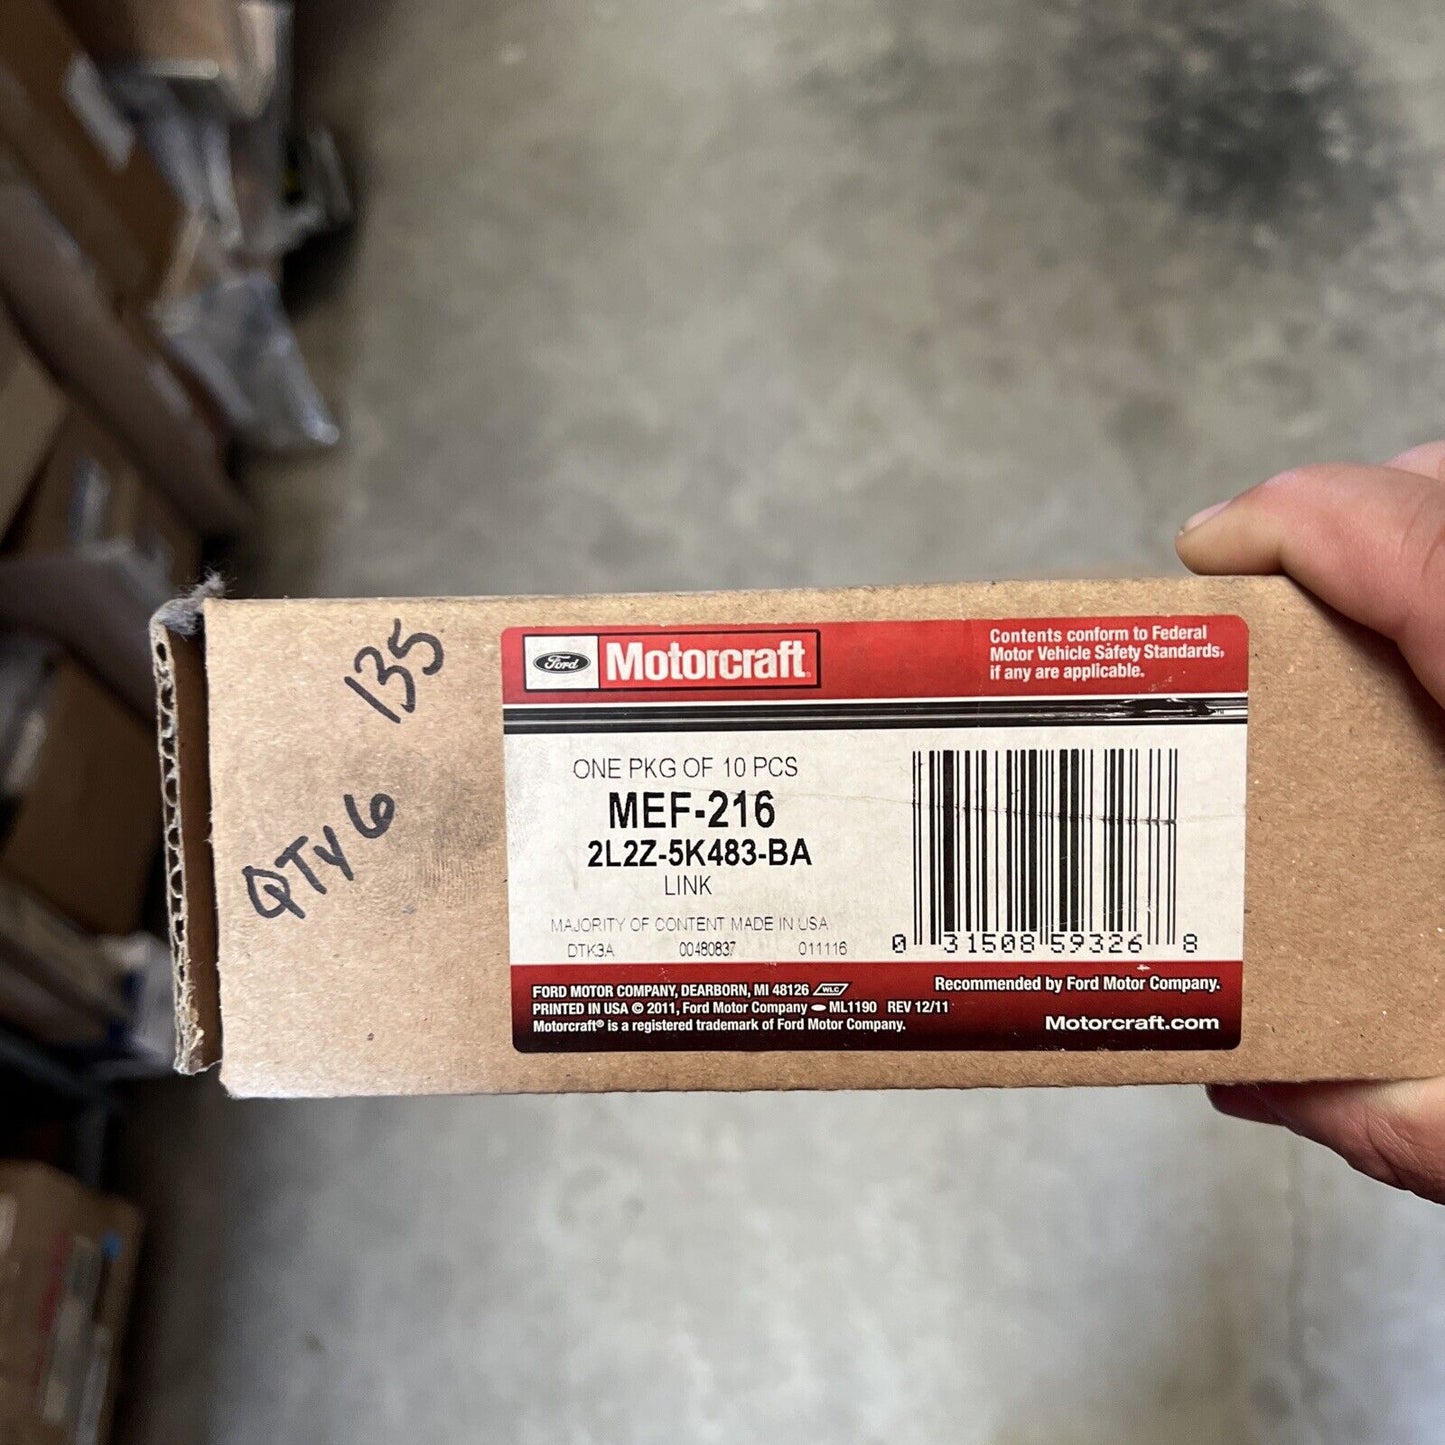 135
QTY 6
Ford
Motorcraft
Contents conform to Federal
Motor Vehicle Safety Standards,
if any are applicable.
ONE PKG OF 10 PCS
MEF-216
2L2Z-5K483-BA
LINK
MAJORITY OF CONTENT MADE IN USA
DTK3A 00480837 011116
0 31508 59326 8
FORD MOTOR COMPANY, DEARBORN, MI 48126 WLC
PRINTED IN USA © 2011, Ford Motor Company ML1190 REV 12/11
Motorcraft® is a registered trademark of Ford Motor Company.
Recommended by Ford Motor Company.
Motorcraft.com